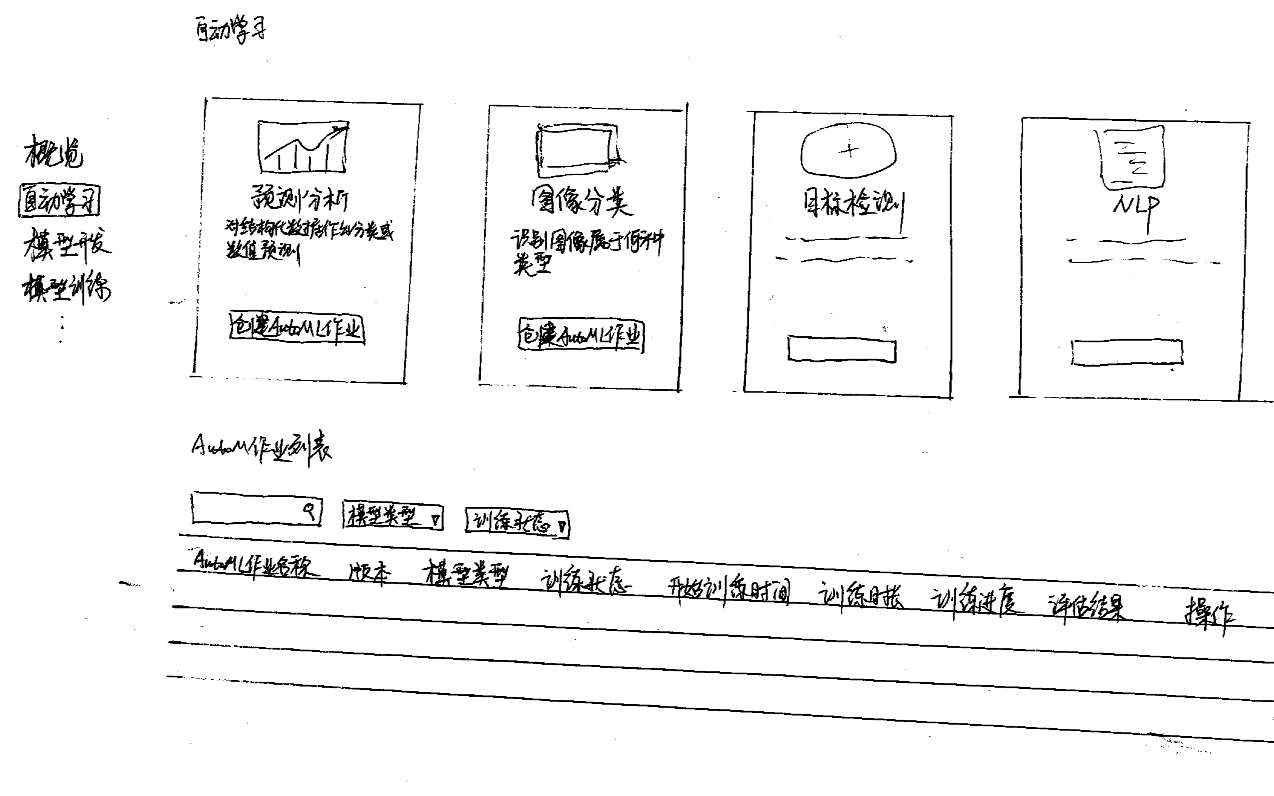 自动学习
概览
自动学习
模型开发
模型训练
预测分析
对结构化数据作出分类或
数值预测
创建AutoML作业
图像分类
识别图像属于何种
类型
创建AutoML作业
目标检测
NLP
AutoM作业列表
模型类型
训练状态
AutoML作业名称 版本 模型类型 训练状态 开始训练时间 训练时长 训练进度 评估结果 操作